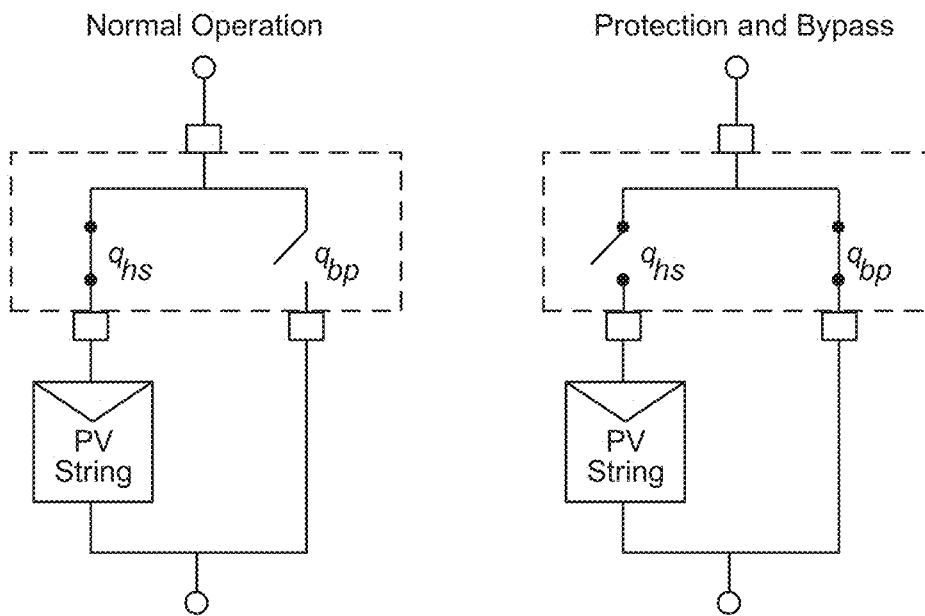 Normal Operation
q_hs
q_bp
PV
String
Protection and Bypass
q_hs
q_bp
PV
String